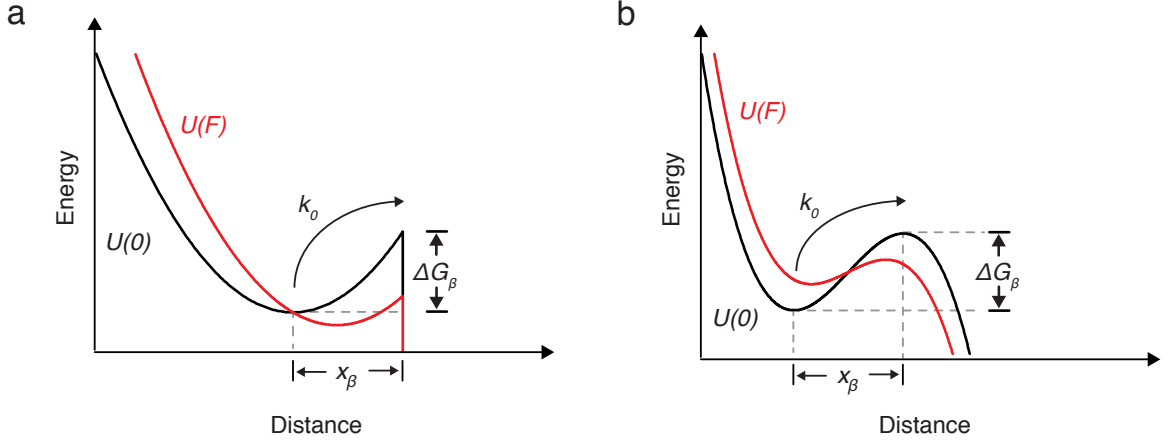 a
Energy
U(F)
k₀
U(0)
ΔGᵦ
xᵦ
Distance
b
Energy
U(F)
k₀
U(0)
ΔGᵦ
xᵦ
Distance